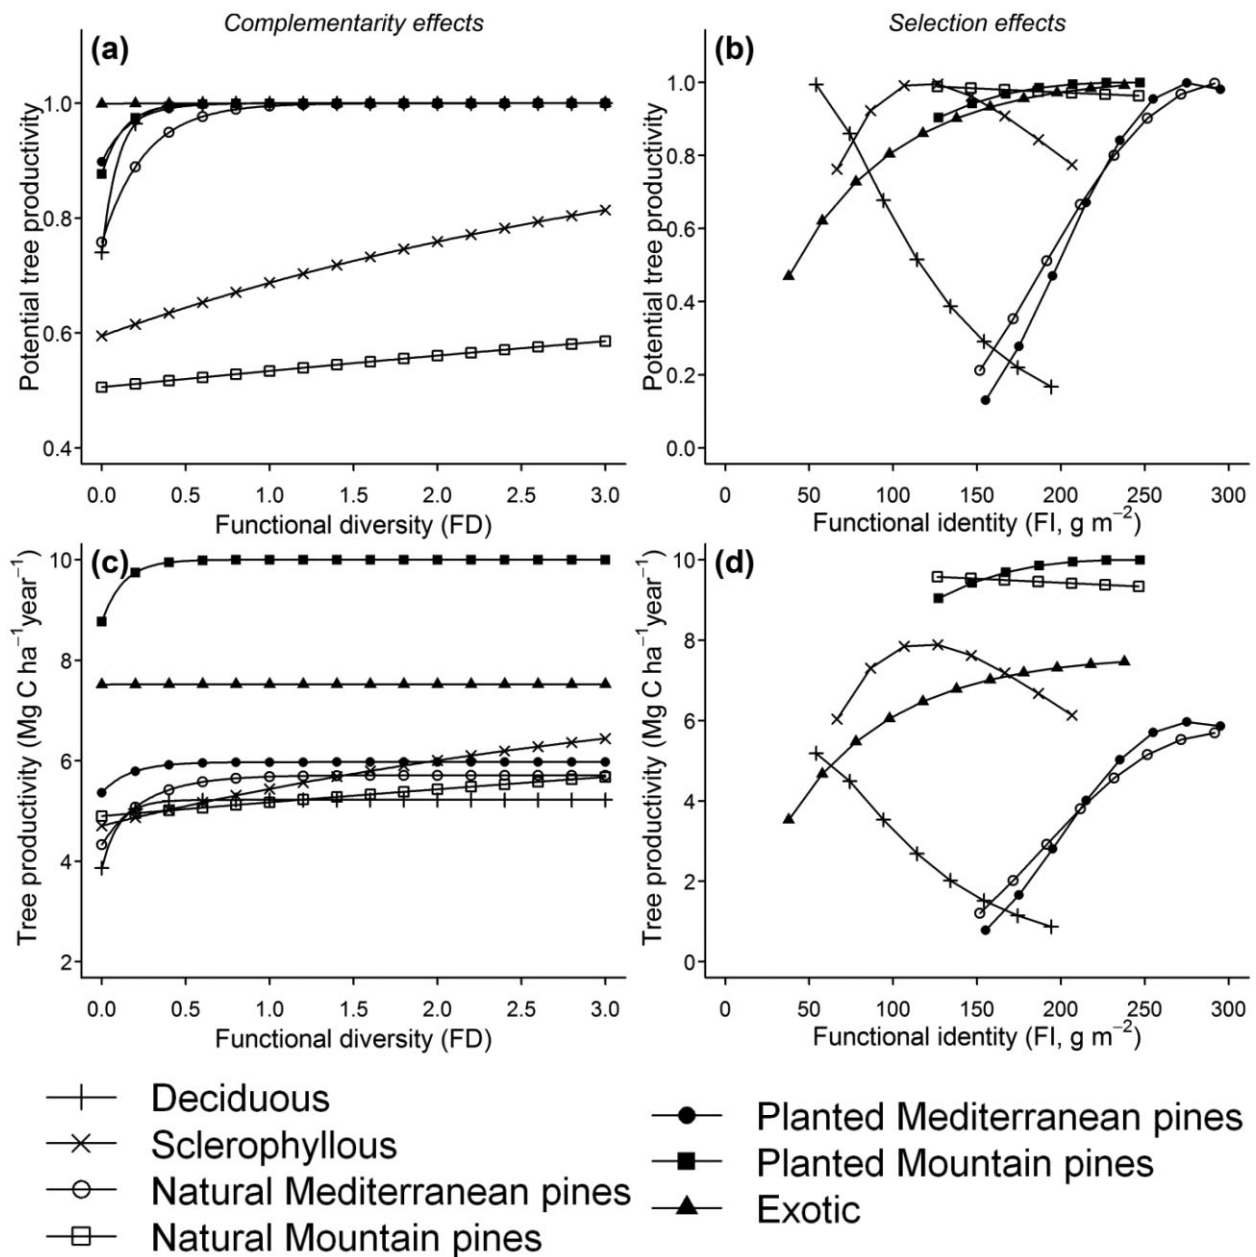 Complementarity effects
Selection effects
(a)
Potential tree productivity
1.0
0.8
0.6
0.4
0.0 0.5 1.0 1.5 2.0 2.5 3.0
Functional diversity (FD)
(b)
Potential tree productivity
1.0
0.8
0.6
0.4
0.2
0.0
0 50 100 150 200 250 300
Functional identity (FI, g m⁻²)
(c)
Tree productivity (Mg C ha⁻¹year⁻¹)
10
8
6
4
2
0.0 0.5 1.0 1.5 2.0 2.5 3.0
Functional diversity (FD)
(d)
Tree productivity (Mg C ha⁻¹year⁻¹)
10
8
6
4
2
0
0 50 100 150 200 250 300
Functional identity (FI, g m⁻²)
Deciduous
Sclerophyllous
Natural Mediterranean pines
Natural Mountain pines
Planted Mediterranean pines
Planted Mountain pines
Exotic